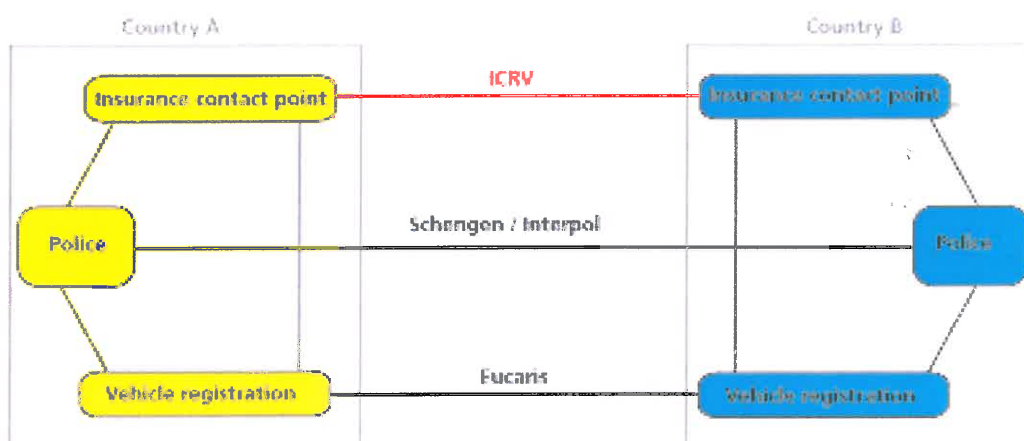 Country A
Country B
ICRV
Insurance contact point
Insurance contact point
Schengen / Interpol
Police
Police
Eucaris
Vehicle registration
Vehicle registration